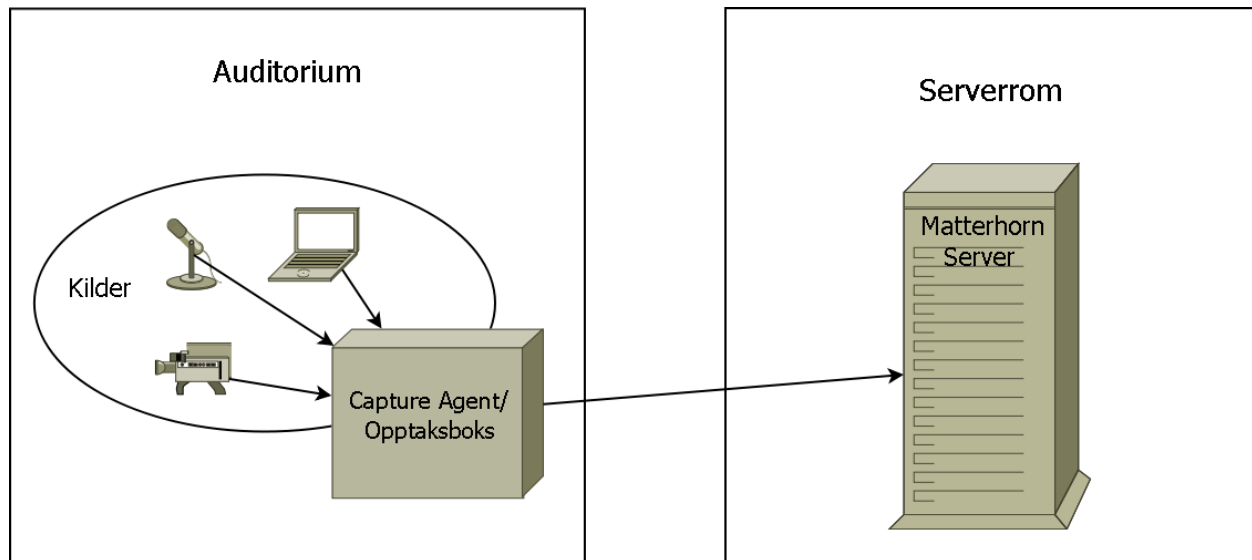 Auditorium
Kilder
Capture Agent/
Opptaksboks
Serverrom
Matterhorn
Server